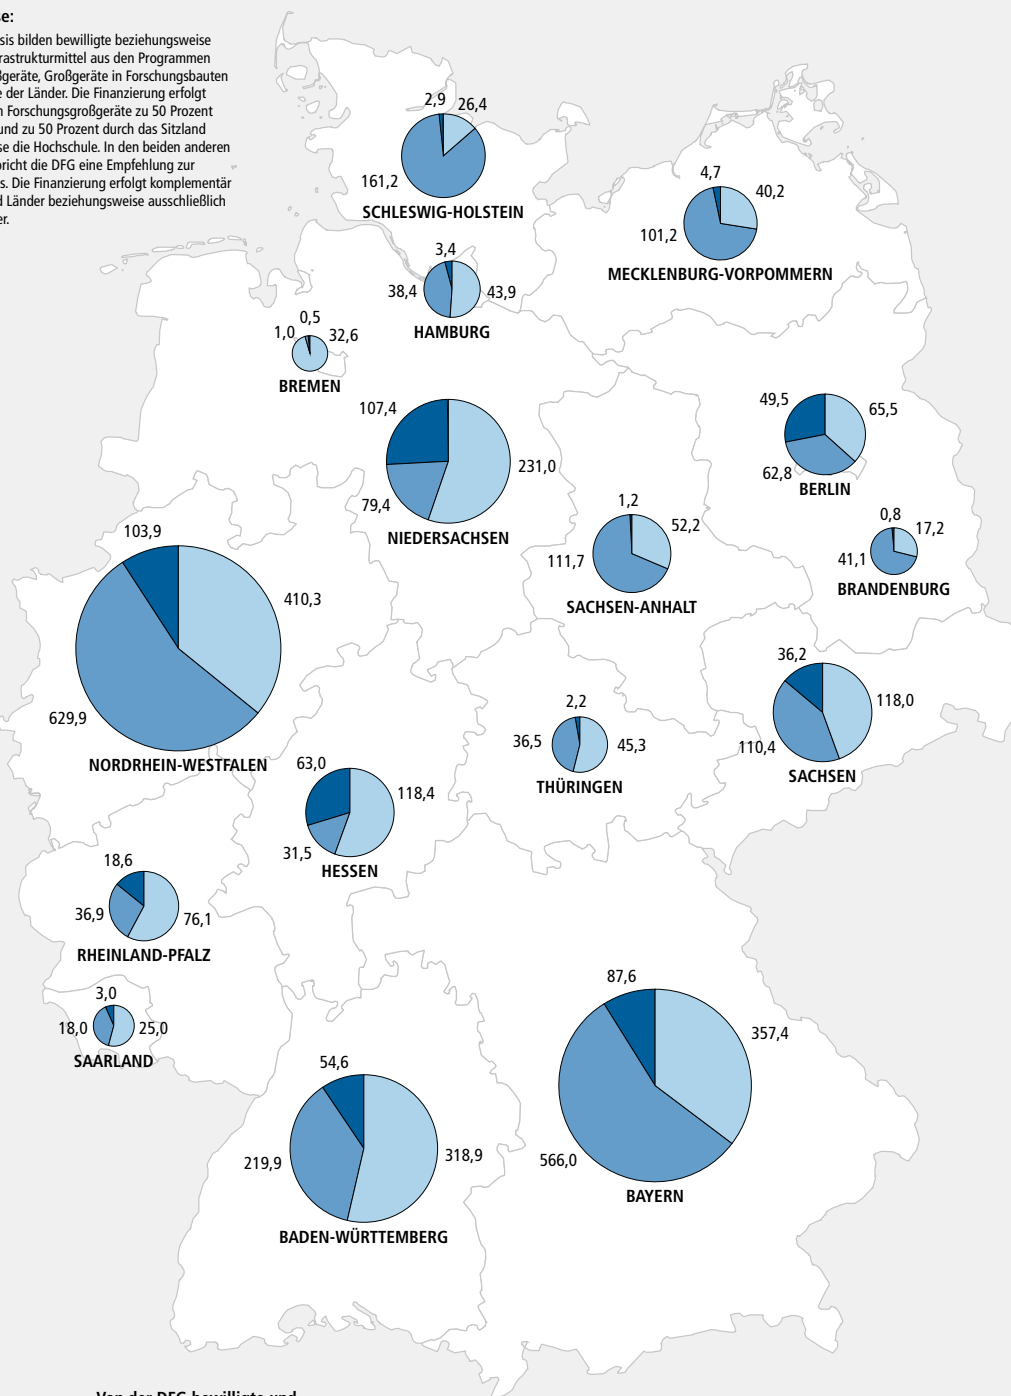 se:
sis bilden bewilligte beziehungsweise
rastrukturmittel aus den Programmen
ßgeräte, Großgeräte in Forschungsbauten
e der Länder. Die Finanzierung erfolgt
n Forschungsgroßgeräte zu 50 Prozent
und zu 50 Prozent durch das Sitzland
se die Hochschule. In den beiden anderen
pricht die DFG eine Empfehlung zur
s. Die Finanzierung erfolgt komplementär
d Länder beziehungsweise ausschließlich
er.
2,9 26,4
161,2
SCHLESWIG-HOLSTEIN
4,7 40,2
101,2
MECKLENBURG-VORPOMMERN
3,4
38,4 43,9
HAMBURG
0,5
1,0 32,6
BREMEN
107,4
231,0
79,4
NIEDERSACHSEN
49,5 65,5
62,8
BERLIN
1,2
52,2
111,7
SACHSEN-ANHALT
0,8
17,2
41,1
BRANDENBURG
103,9
410,3
629,9
NORDRHEIN-WESTFALEN
36,2
118,0
110,4
SACHSEN
2,2
36,5 45,3
THÜRINGEN
63,0
118,4
31,5
HESSEN
18,6
36,9 76,1
RHEINLAND-PFALZ
3,0
18,0 25,0
SAARLAND
87,6
357,4
566,0
BAYERN
54,6
219,9 318,9
BADEN-WÜRTTEMBERG
Von der DFG bewilligte und